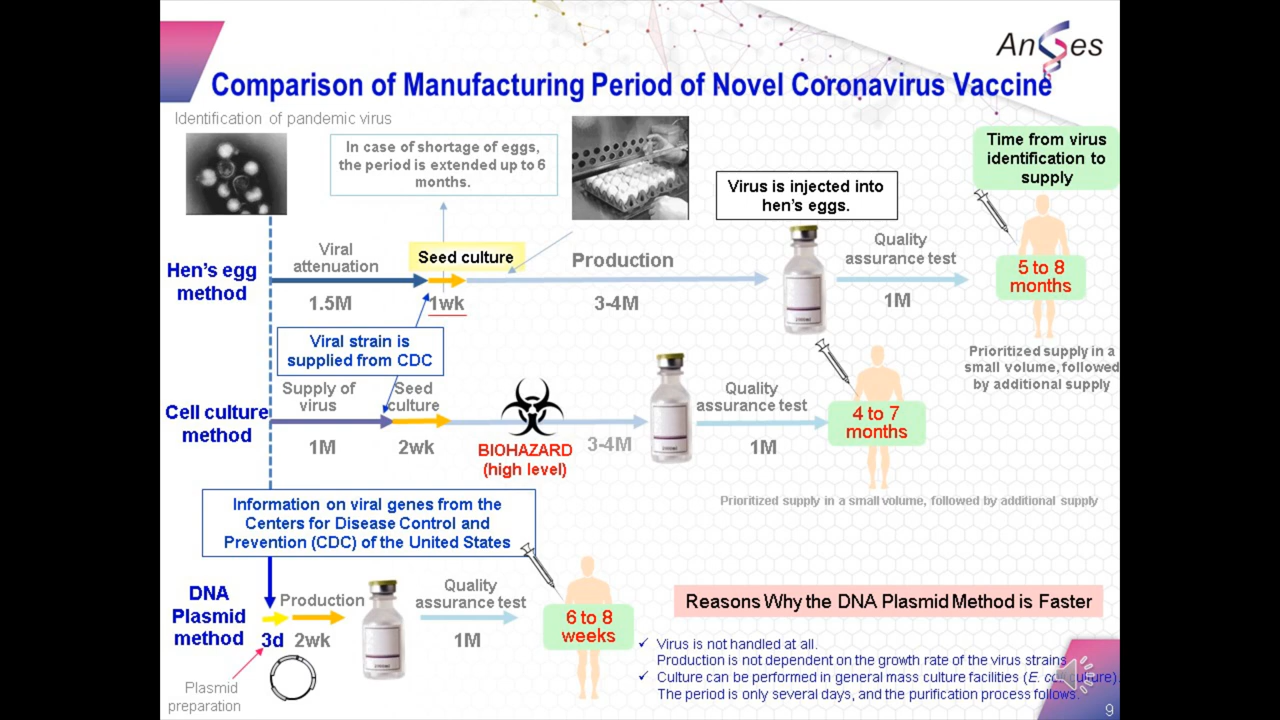 AnGes
Comparison of Manufacturing Period of Novel Coronavirus Vaccine
Identification of pandemic virus
In case of shortage of eggs,
the period is extended up to 6
months.
Virus is injected into
hen's eggs.
Time from virus
identification to
supply
Hen's egg
method
Viral
attenuation
1.5M
Seed culture
1wk
Production
3-4M
Quality
assurance test
1M
5 to 8
months
Prioritized supply in a
small volume, followed
by additional supply
Viral strain is
supplied from CDC
Cell culture
method
Supply of
virus
1M
Seed
culture
2wk
BIOHAZARD
(high level)
3-4M
Quality
assurance test
1M
4 to 7
months
Prioritized supply in a small volume, followed by additional supply
Information on viral genes from the
Centers for Disease Control and
Prevention (CDC) of the United States
DNA
Plasmid
method
3d
Production
2wk
Quality
assurance test
1M
6 to 8
weeks
Plasmid
preparation
Reasons Why the DNA Plasmid Method is Faster
✓ Virus is not handled at all.
Production is not dependent on the growth rate of the virus strains.
✓ Culture can be performed in general mass culture facilities (E. coli culture).
The period is only several days, and the purification process follows.
9